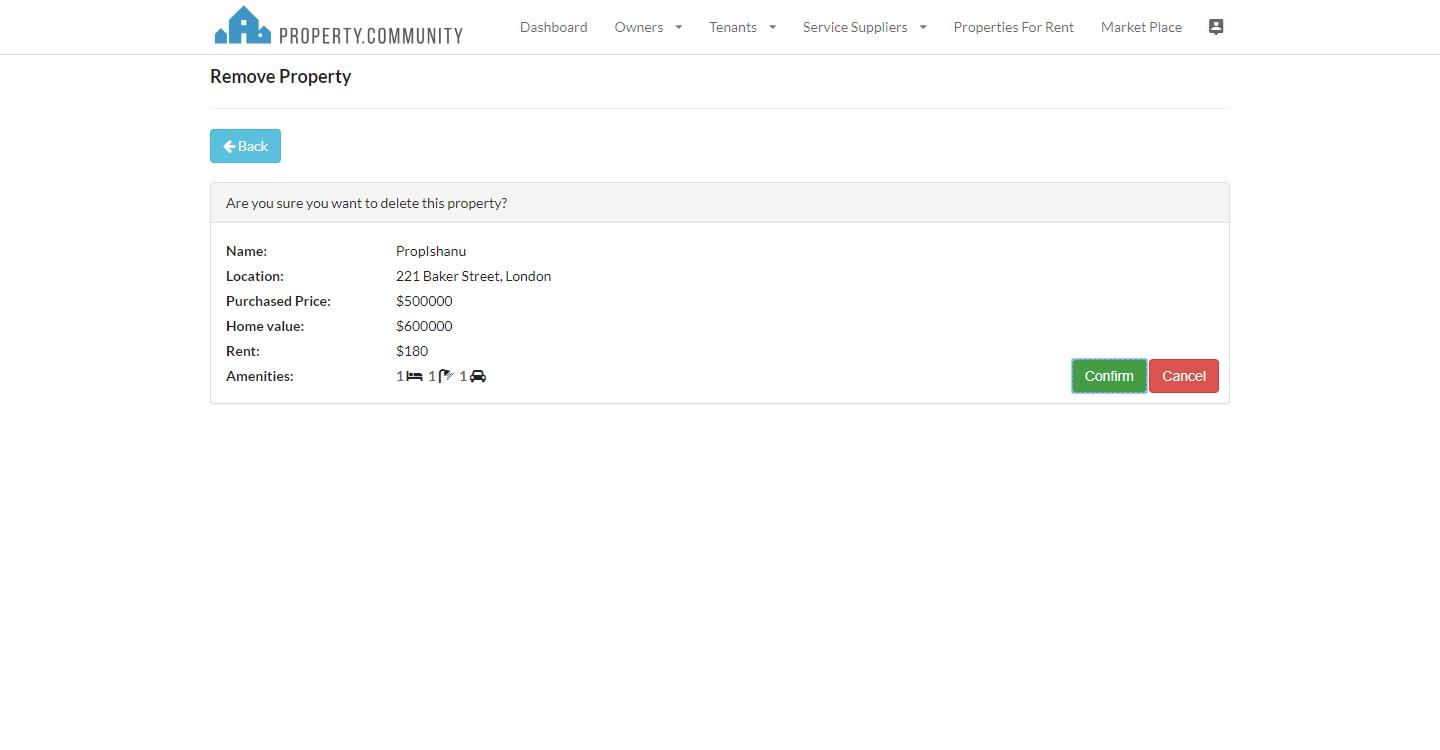 PROPERTY.COMMUNITY Dashboard Owners Tenants Service Suppliers Properties For Rent Market Place
Remove Property
Back
Are you sure you want to delete this property?
Name: PropIshanu
Location: 221 Baker Street, London
Purchased Price: $500000
Home value: $600000
Rent: $180
Amenities: 1 1 1
Confirm Cancel